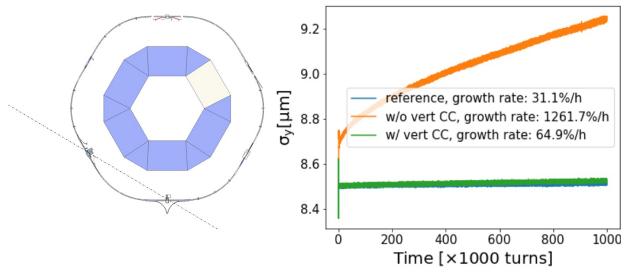 9.2
9.0
8.8
8.6
8.4
σy[μm]
reference, growth rate: 31.1%/h
w/o vert CC, growth rate: 1261.7%/h
w/ vert CC, growth rate: 64.9%/h
0 200 400 600 800 1000
Time [×1000 turns]